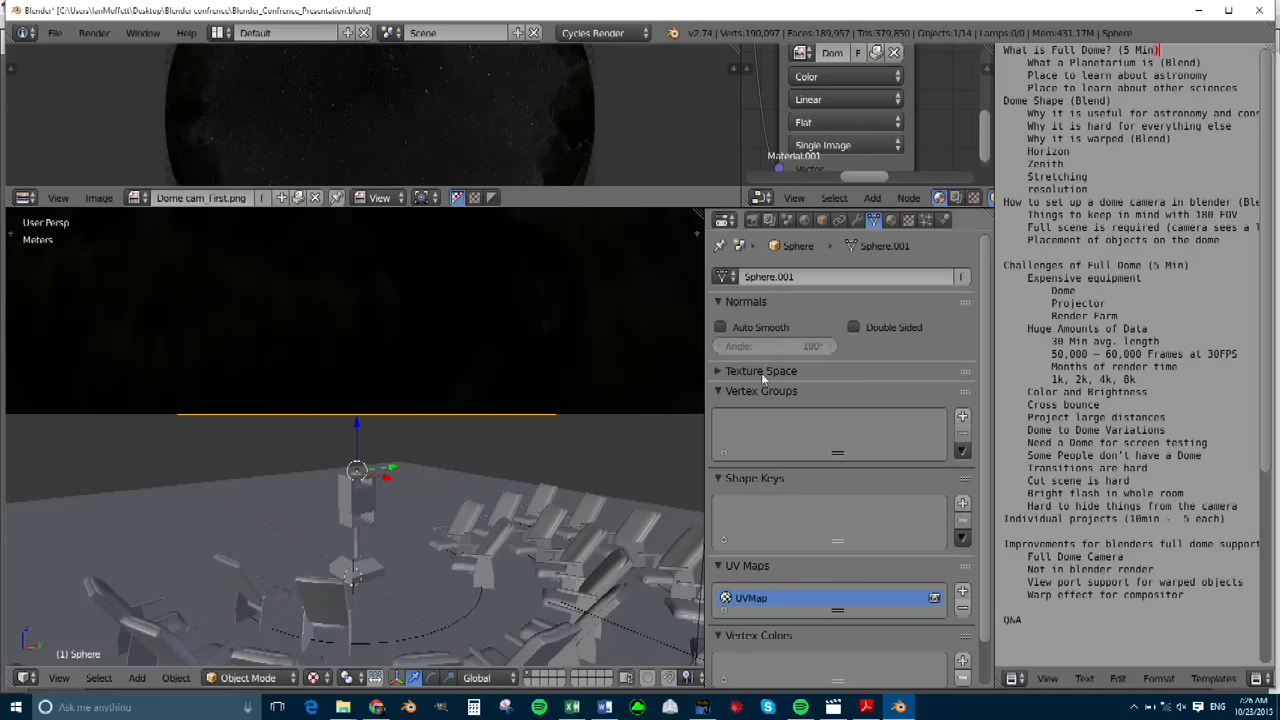 Blender* [C:\Users\IanMoffett\Desktop\Blender confrence\Blender_Confrence_Presentation.blend]
File Render Window Help Default Scene Cycles Render v2.74 | Verts:190,097 | Faces:189,957 | Tris:379,850 | Objects:1/14 | Lamps:0/0 | Mem:431.17M | Sphere
Dom F
Color
Linear
Flat
Single Image
Material.001
Vector
View Image Dome cam_First.png F View
View Select Add Node
User Persp
Meters
(1) Sphere
View Select Add Object Object Mode Global
Sphere Sphere.001
Sphere.001 F
Normals
Auto Smooth Double Sided
Angle: 180°
Texture Space
Vertex Groups
Shape Keys
UV Maps
UVMap
Vertex Colors
What is Full Dome? (5 Min)
What a Planetarium is (Blend)
Place to learn about astronomy
Place to learn about other sciences
Dome Shape (Blend)
Why it is useful for astronomy and cons
Why it is hard for everything else
Why it is warped (Blend)
Horizon
Zenith
Stretching
resolution
How to set up a dome camera in blender (Ble
Things to keep in mind with 180 FOV
Full scene is required (camera sees a l
Placement of objects on the dome
Challenges of Full Dome (5 Min)
Expensive equipment
Dome
Projector
Render Farm
Huge Amounts of Data
30 Min avg. length
50,000 – 60,000 Frames at 30FPS
Months of render time
1k, 2k, 4k, 8k
Color and Brightness
Cross bounce
Project large distances
Dome to Dome Variations
Need a Dome for screen testing
Some People don't have a Dome
Transitions are hard
Cut scene is hard
Bright flash in whole room
Hard to hide things from the camera
Individual projects (10min - 5 each)
Improvements for blenders full dome support
Full Dome Camera
Not in blender render
View port support for warped objects
Warp effect for compositor
Q&A
View Text Edit Format Templates
Ask me anything
ENG
7:26 AM
10/23/2015